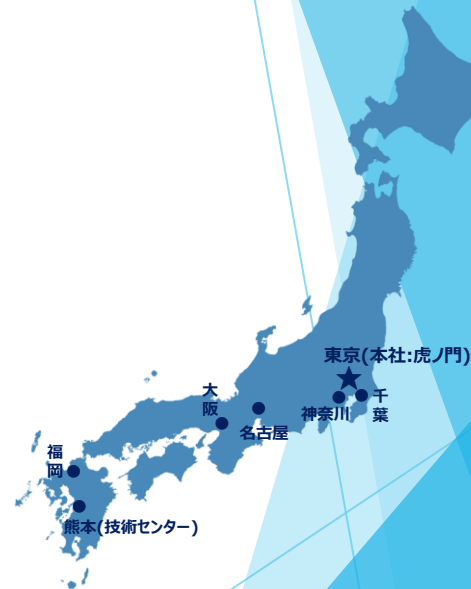 東京(本社:虎ノ門)
千葉
神奈川
大阪
名古屋
福岡
熊本(技術センター)